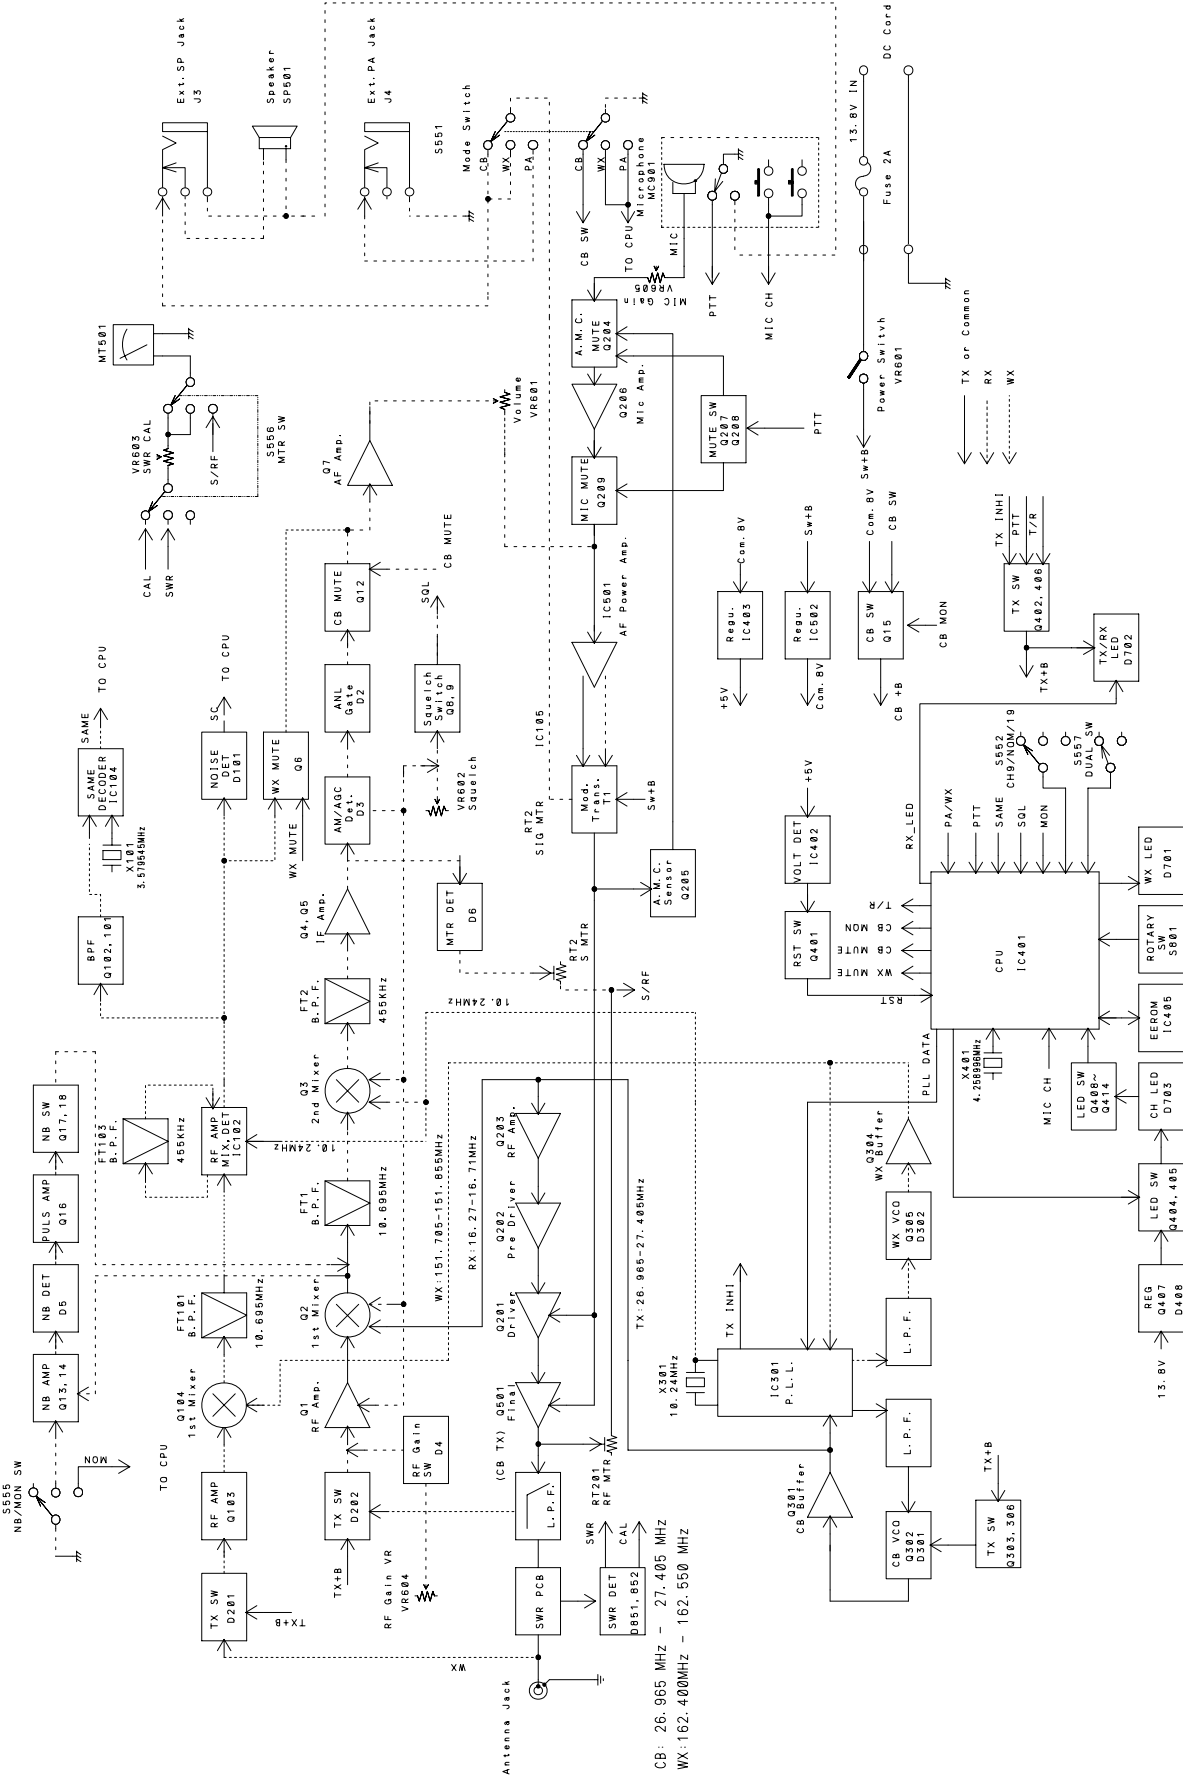 S555
NB/MON SW
MON
TO CPU
NB AMP
Q13,14
NB DET
D5
PULS AMP
Q16
NB SW
Q17,18
BPF
Q102,101
SAME
DECODER
IC104
SAME
TO CPU
X101
3.579545MHz
CAL
SWR
VR603
SWR CAL
S/RF
S556
MTR SW
MT501
Ext.SP Jack
J3
Speaker
SP501
Ext.PA Jack
J4
TX SW
D201
TX+B
RF AMP
Q103
Q104
1st Mixer
FT101
B.P.F.
10.695MHz
FT103
B.P.F.
455KHz
RF AMP
MIX,DET
IC102
10.24MHz
NOISE
DET
D101
SC
TO CPU
WX MUTE
Q6
WX MUTE
WX
TX SW
D202
TX+B
Q1
RF Amp.
Q2
1st Mixer
FT1
B.P.F.
10.695MHz
Q3
2nd Mixer
FT2
B.P.F.
455KHz
Q4,Q5
IF Amp.
AM/AGC
Det.
D3
ANL
Gate
D2
CB MUTE
Q12
CB MUTE
Q7
AF Amp.
RF Gain VR
VR604
RF Gain
SW D4
MTR DET
D6
VR602
Squelch
Squelch
Switch
Q8,9
SQL
Volume
VR601
S551
Mode Switch
CB
WX
PA
CB
WX
PA
CB SW
TO CPU
WX:151.705-151.855MHz
RX:16.27-16.71MHz
10.24MHz
RT2
S MTR
S/RF
RT2
SIG MTR
IC105
Antenna Jack
SWR PCB
L.P.F.
(CB TX)
Q501
Final
Q201
Driver
Q202
Pre Driver
Q203
RF Amp.
Mod.
Trans.
T1
Sw+B
IC501
AF Power Amp.
MIC MUTE
Q209
Q206
Mic Amp.
A.M.C.
MUTE
Q204
MIC Gain
VR605
MIC
Microphone
MC901
PTT
MIC CH
SWR DET
D851,852
SWR
CAL
RT201
RF MTR
TX:26.965-27.405MHz
A.M.C.
Sensor
Q205
MUTE SW
Q207
Q208
PTT
CB: 26.965 MHz - 27.405 MHz
WX:162.400MHz - 162.550 MHz
X301
10.24MHz
TX INHI
IC301
P.L.L.
Q301
CB Buffer
L.P.F.
L.P.F.
CB VCO
Q302
D301
TX SW
Q303,306
TX+B
WX VCO
Q305
D302
Q304
WX Buffer
PLL DATA
+5V
Regu.
IC403
Com.8V
Com.8V
Regu.
IC502
Sw+B
CB +B
CB SW
Q15
Com.8V
CB SW
CB MON
Sw+B
Power Switvh
VR601
13.8V IN
Fuse 2A
DC Cord
TX or Common
RX
WX
RST SW
Q401
VOLT DET
IC402
+5V
RST
WX MUTE
CB MUTE
CB MON
T/R
RX_LED
PA/WX
PTT
SAME
SQL
MON
S552
CH9/NOM/19
S557
DUAL SW
TX+B
TX SW
Q402,406
TX INHI
PTT
T/R
TX/RX
LED
D702
CPU
IC401
X401
4.258996MHz
MIC CH
LED SW
Q408~
Q414
13.8V
REG
Q407
D408
LED SW
Q404,405
CH LED
D703
EEROM
IC405
ROTARY
SW
S801
WX LED
D701